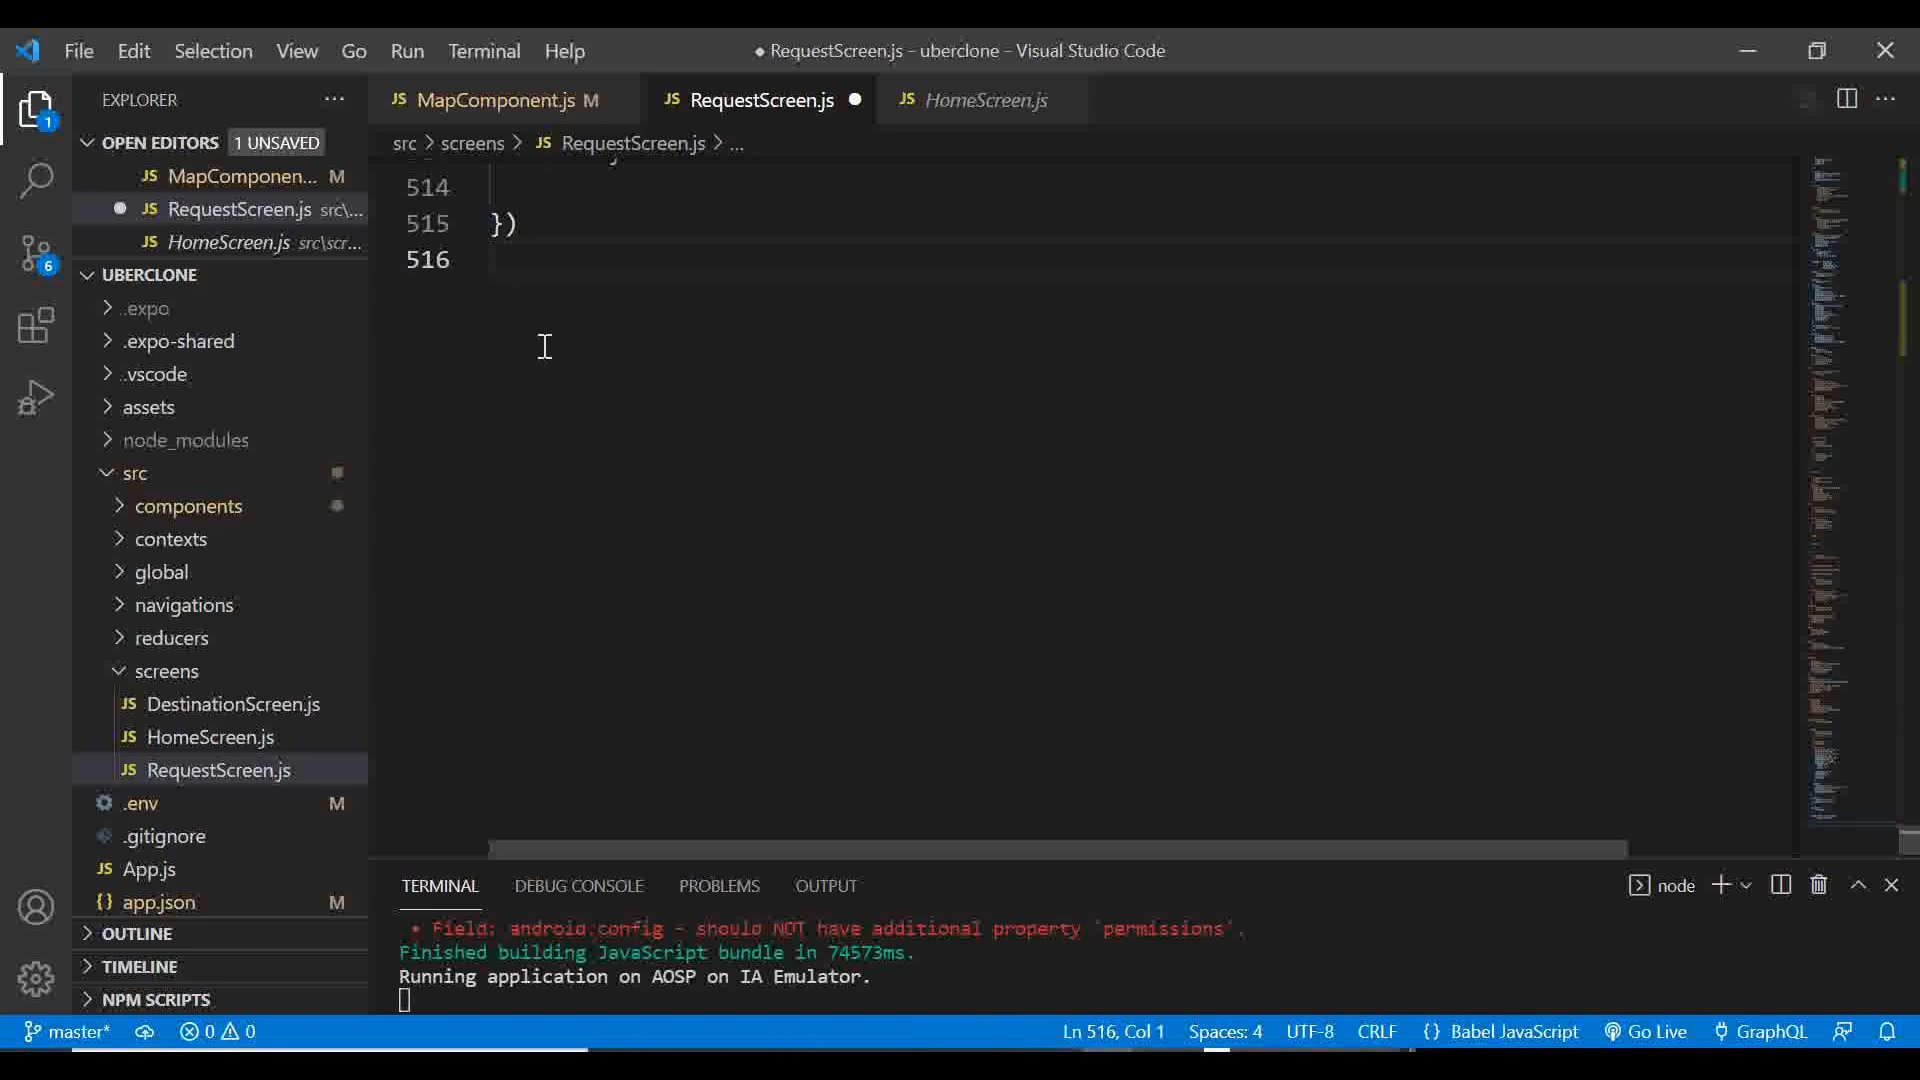 File Edit Selection View Go Run Terminal Help
● RequestScreen.js - uberclone - Visual Studio Code
EXPLORER ...
JS MapComponent.js M
JS RequestScreen.js ●
JS HomeScreen.js
OPEN EDITORS 1 UNSAVED
JS MapComponen... M
● JS RequestScreen.js src\...
JS HomeScreen.js src\scr...
src > screens > JS RequestScreen.js > ...
514
515 })
516
1
6
UBERCLONE
.expo
.expo-shared
.vscode
assets
node_modules
src
components
contexts
global
navigations
reducers
screens
JS DestinationScreen.js
JS HomeScreen.js
JS RequestScreen.js
.env M
.gitignore
JS App.js
{} app.json M
OUTLINE
TIMELINE
NPM SCRIPTS
TERMINAL DEBUG CONSOLE PROBLEMS OUTPUT
node
• Field: android.config - should NOT have additional property 'permissions'.
Finished building JavaScript bundle in 74573ms.
Running application on AOSP on IA Emulator.
master* 0 0
Ln 516, Col 1 Spaces: 4 UTF-8 CRLF {} Babel JavaScript Go Live GraphQL